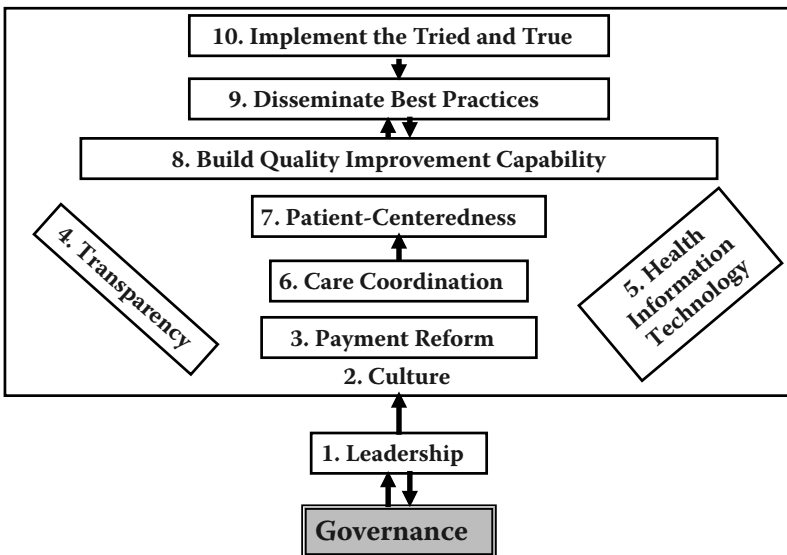 10. Implement the Tried and True
9. Disseminate Best Practices
8. Build Quality Improvement Capability
7. Patient-Centeredness
4. Transparency
5. Health
Information
Technology
6. Care Coordination
3. Payment Reform
2. Culture
1. Leadership
Governance